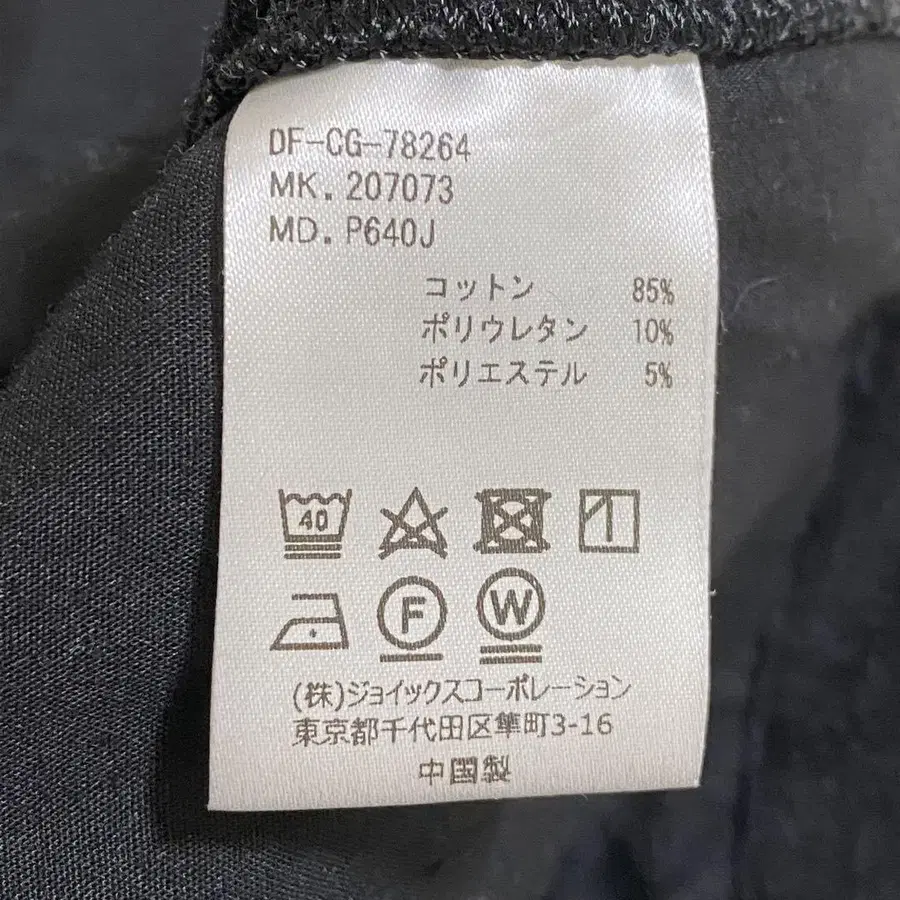 DF-CG-78264
MK.207073
MD.P640J
コットン 85%
ポリウレタン 10%
ポリエステル 5%
40
F W
(株)ジョイックスコーポレーション
東京都千代田区隼町3-16
中国製